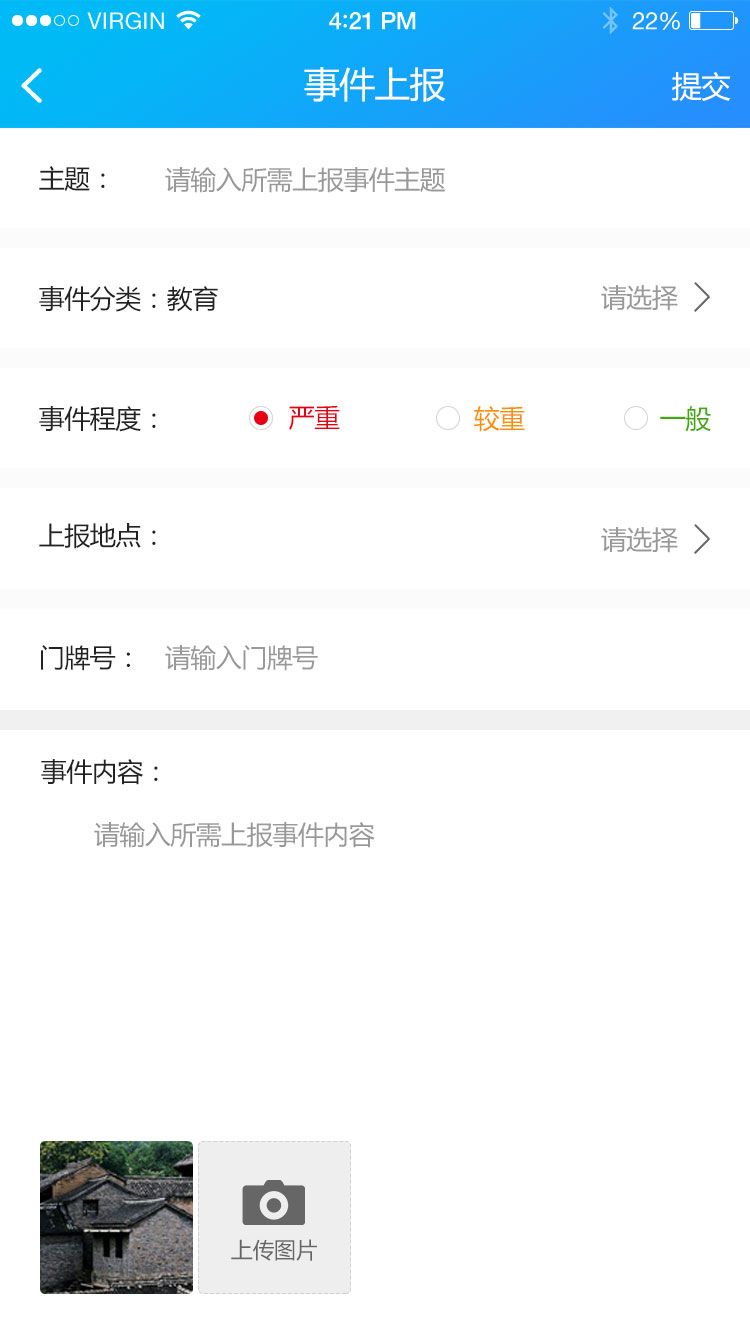 VIRGIN 4:21 PM 22%
事件上报 提交
主题： 请输入所需上报事件主题
事件分类：教育 请选择
事件程度： 严重 较重 一般
上报地点： 请选择
门牌号： 请输入门牌号
事件内容：
请输入所需上报事件内容
上传图片